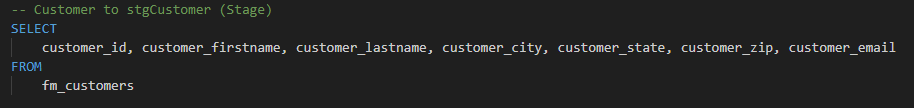 -- Customer to stgCustomer (Stage)
SELECT
customer_id, customer_firstname, customer_lastname, customer_city, customer_state, customer_zip, customer_email
FROM
fm_customers